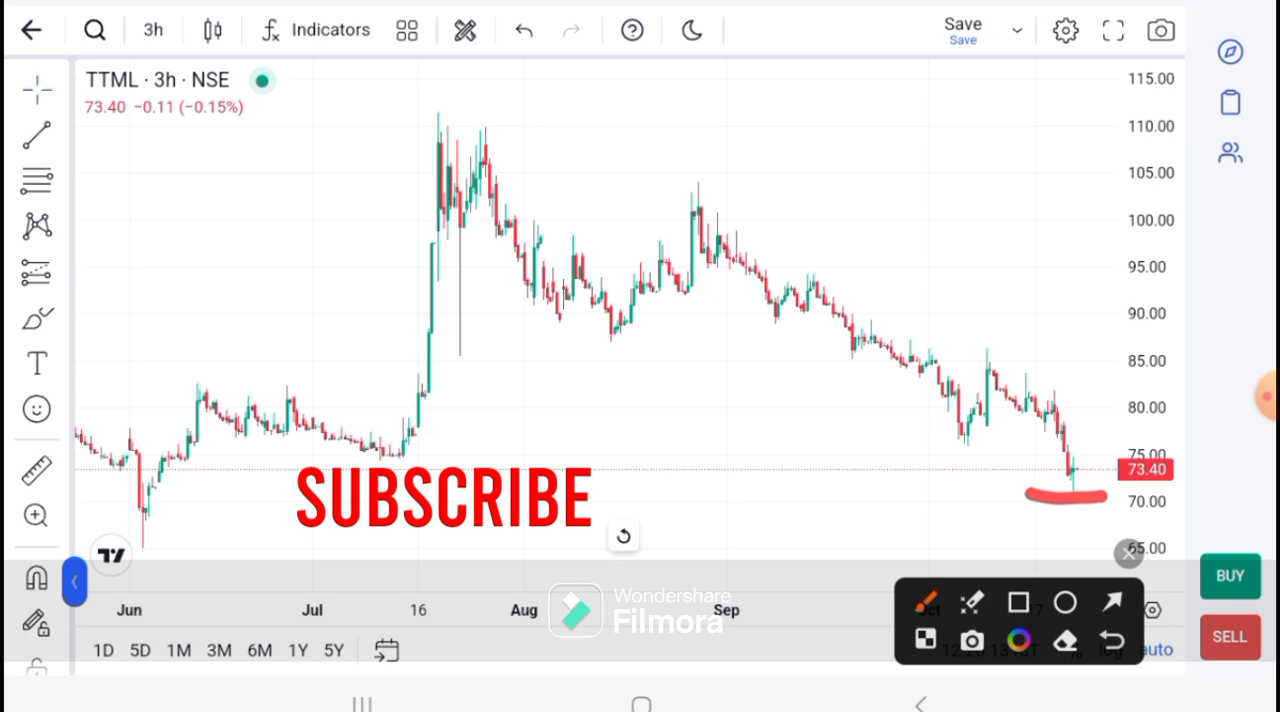 3h
Indicators
Save
Save
TTML · 3h · NSE
73.40 −0.11 (−0.15%)
115.00
110.00
105.00
100.00
95.00
90.00
85.00
80.00
75.00
73.40
70.00
65.00
SUBSCRIBE
Wondershare
Filmora
Jun
Jul
16
Aug
Sep
1D
5D
1M
3M
6M
1Y
5Y
auto
BUY
SELL